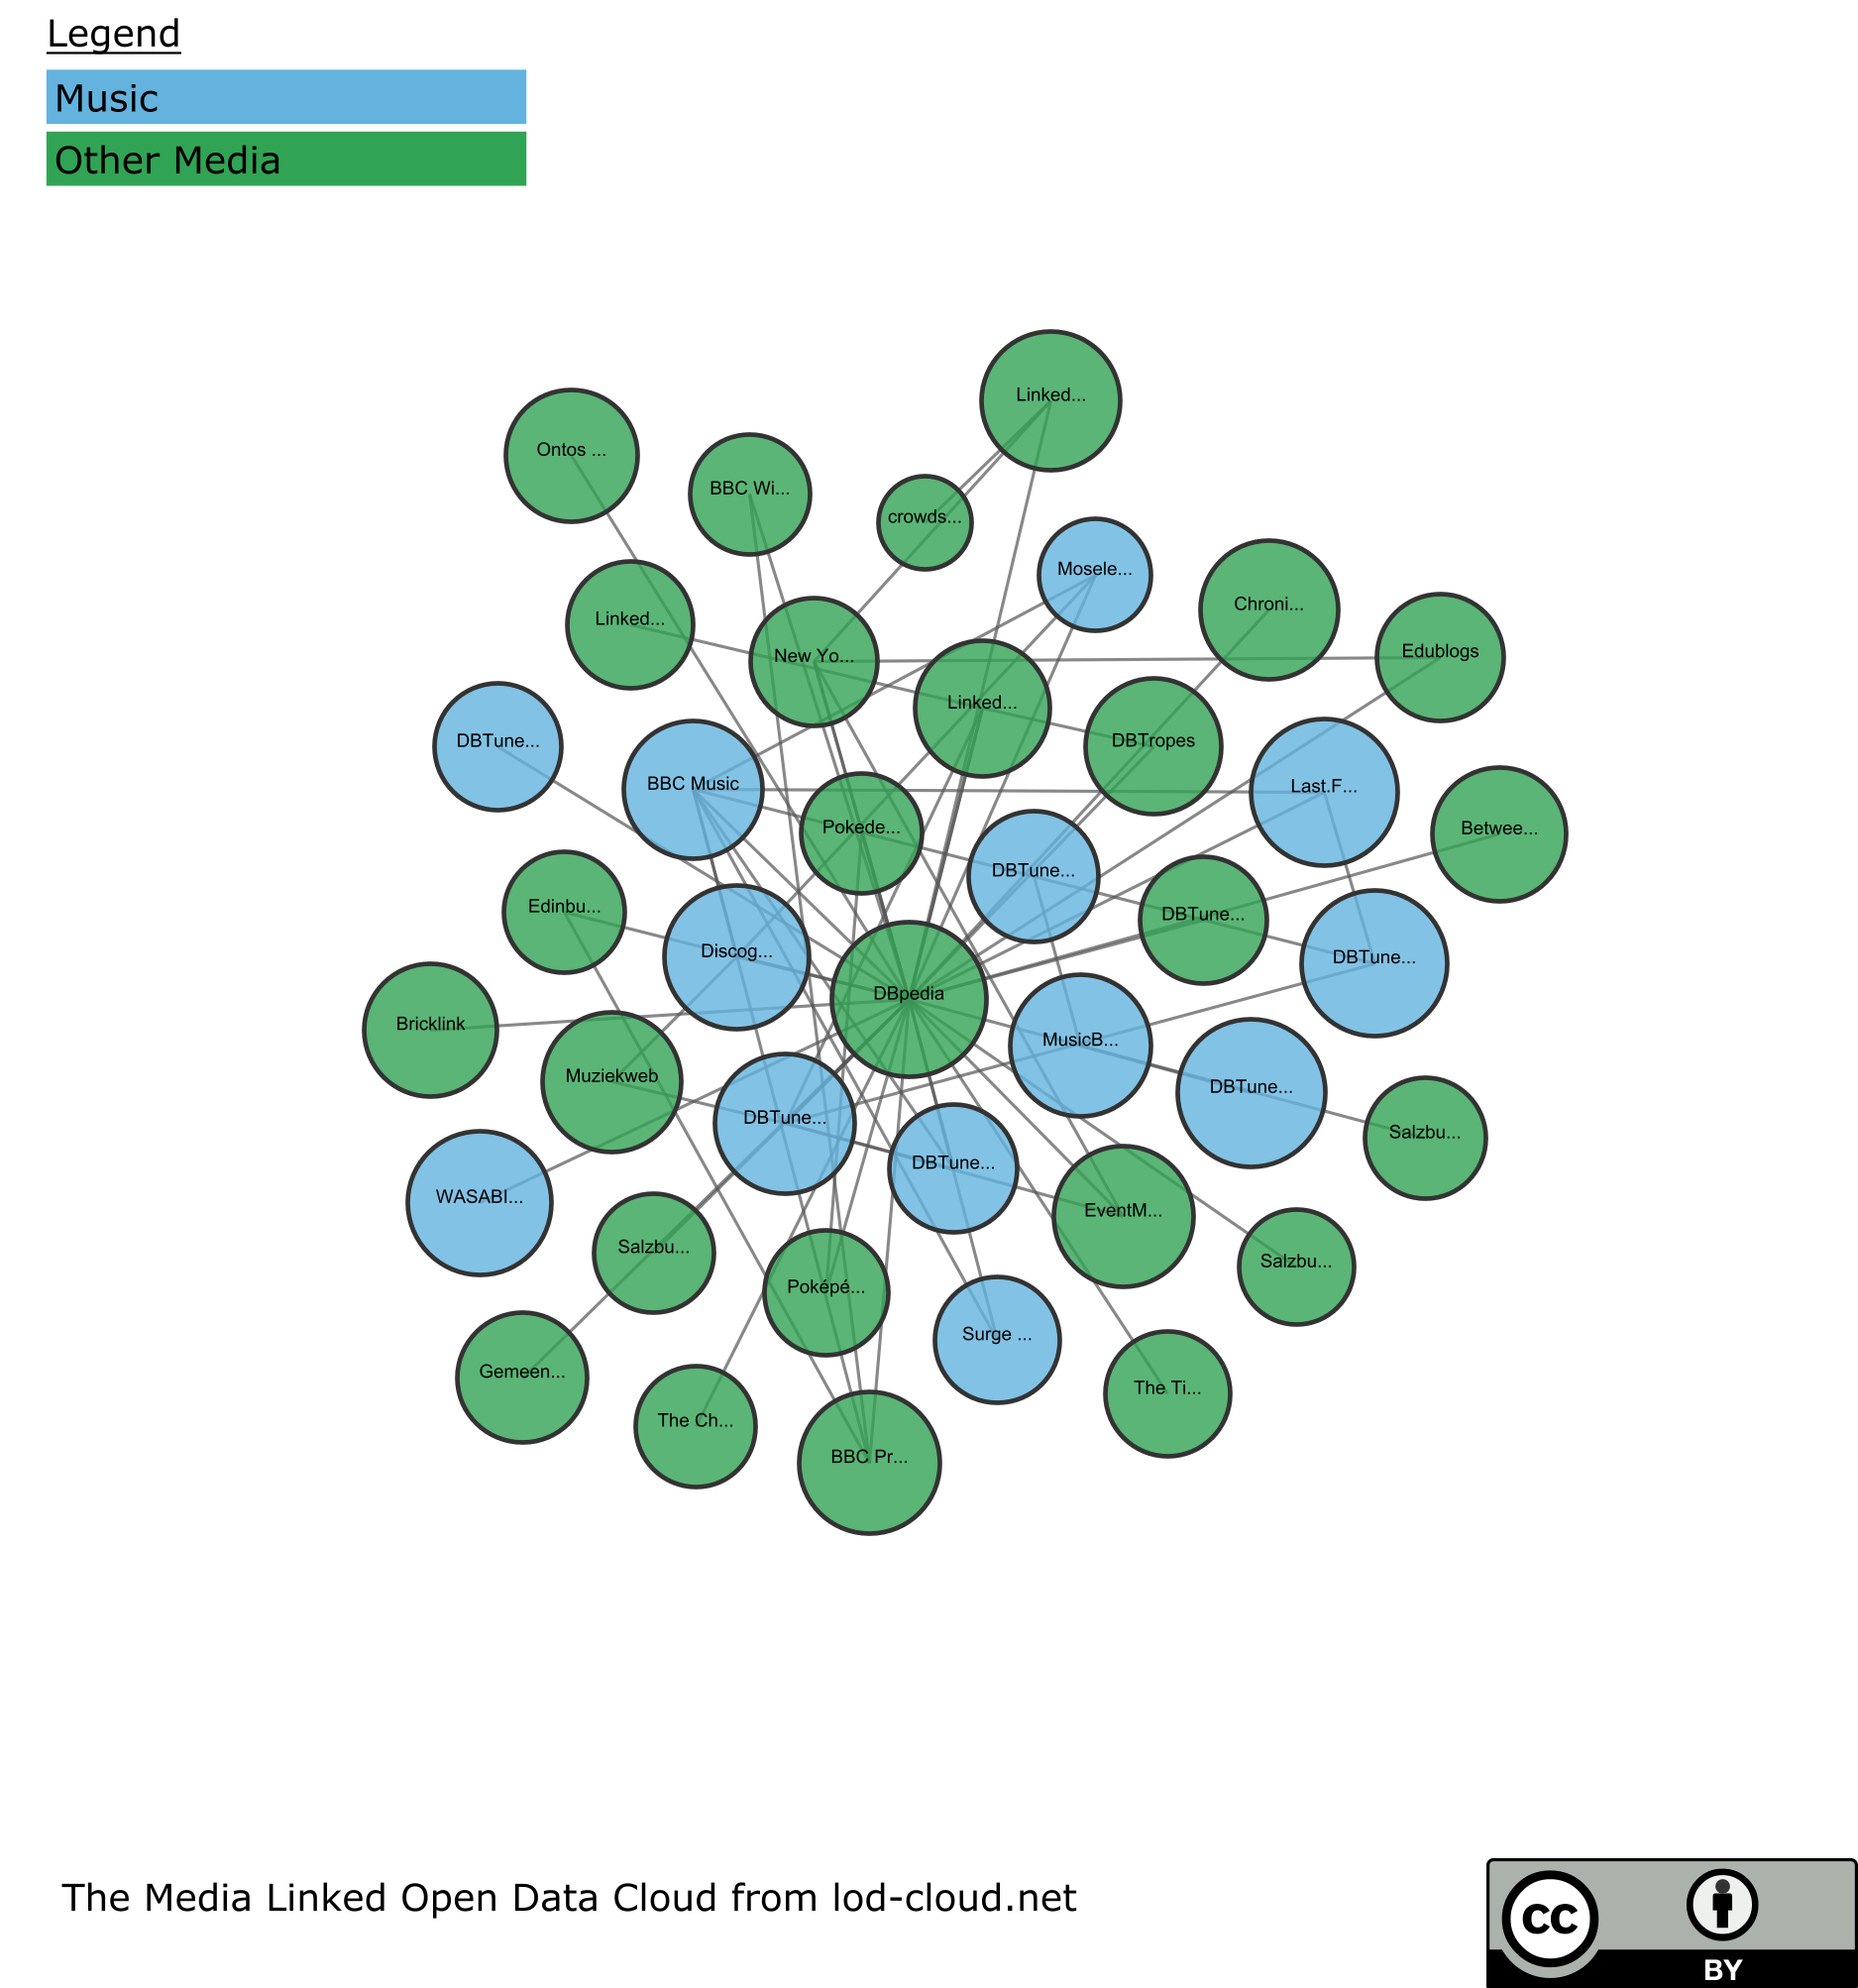 Legend
Music
Other Media
Linked...
Ontos ...
BBC Wi...
crowds...
Mosele...
Chroni...
Linked...
Edublogs
New Yo...
Linked...
DBTropes
DBTune...
BBC Music
Last.F...
Pokede...
Betwee...
DBTune...
Edinbu...
DBTune...
Discog...
DBTune...
DBpedia
Bricklink
MusicB...
Muziekweb
DBTune...
DBTune...
Salzbu...
DBTune...
WASABI...
EventM...
Salzbu...
Salzbu...
Poképé...
Surge ...
Gemeen...
The Ti...
The Ch...
BBC Pr...
The Media Linked Open Data Cloud from lod-cloud.net
cc
BY